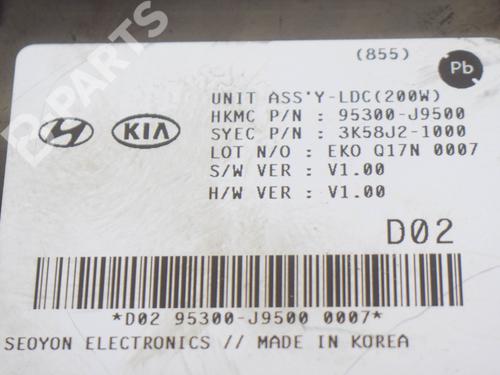 (855)
Pb
UNIT ASS'Y-LDC(200W)
HKMC P/N : 95300-J9500
SYEC P/N : 3K58J2-1000
LOT N/O : EKO Q17N 0007
S/W VER : V1.00
H/W VER : V1.00
KIA
D02
*D02 95300-J9500 0007*
SEOYON ELECTRONICS // MADE IN KOREA
B-PARTS